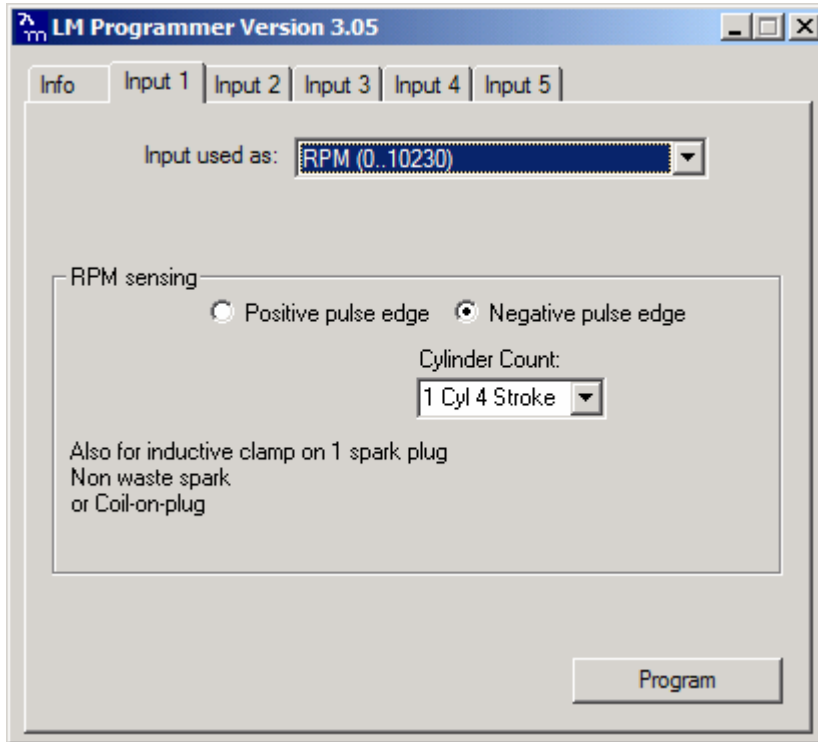 LM Programmer Version 3.05
Info Input 1 Input 2 Input 3 Input 4 Input 5
Input used as: RPM (0..10230)
RPM sensing
Positive pulse edge Negative pulse edge
Cylinder Count:
1 Cyl 4 Stroke
Also for inductive clamp on 1 spark plug
Non waste spark
or Coil-on-plug
Program